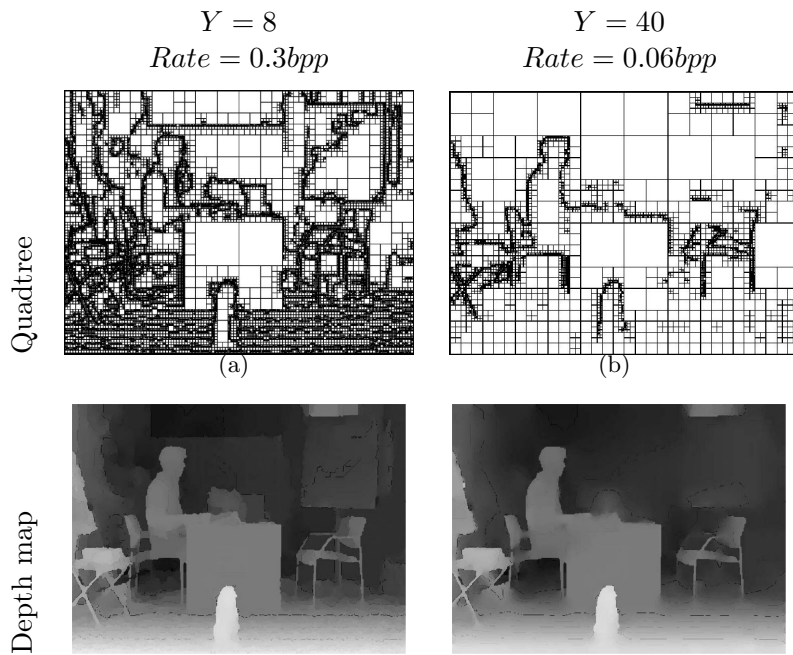 Y = 8
Y = 40
Rate = 0.3bpp
Rate = 0.06bpp
Quadtree
(a)
(b)
Depth map